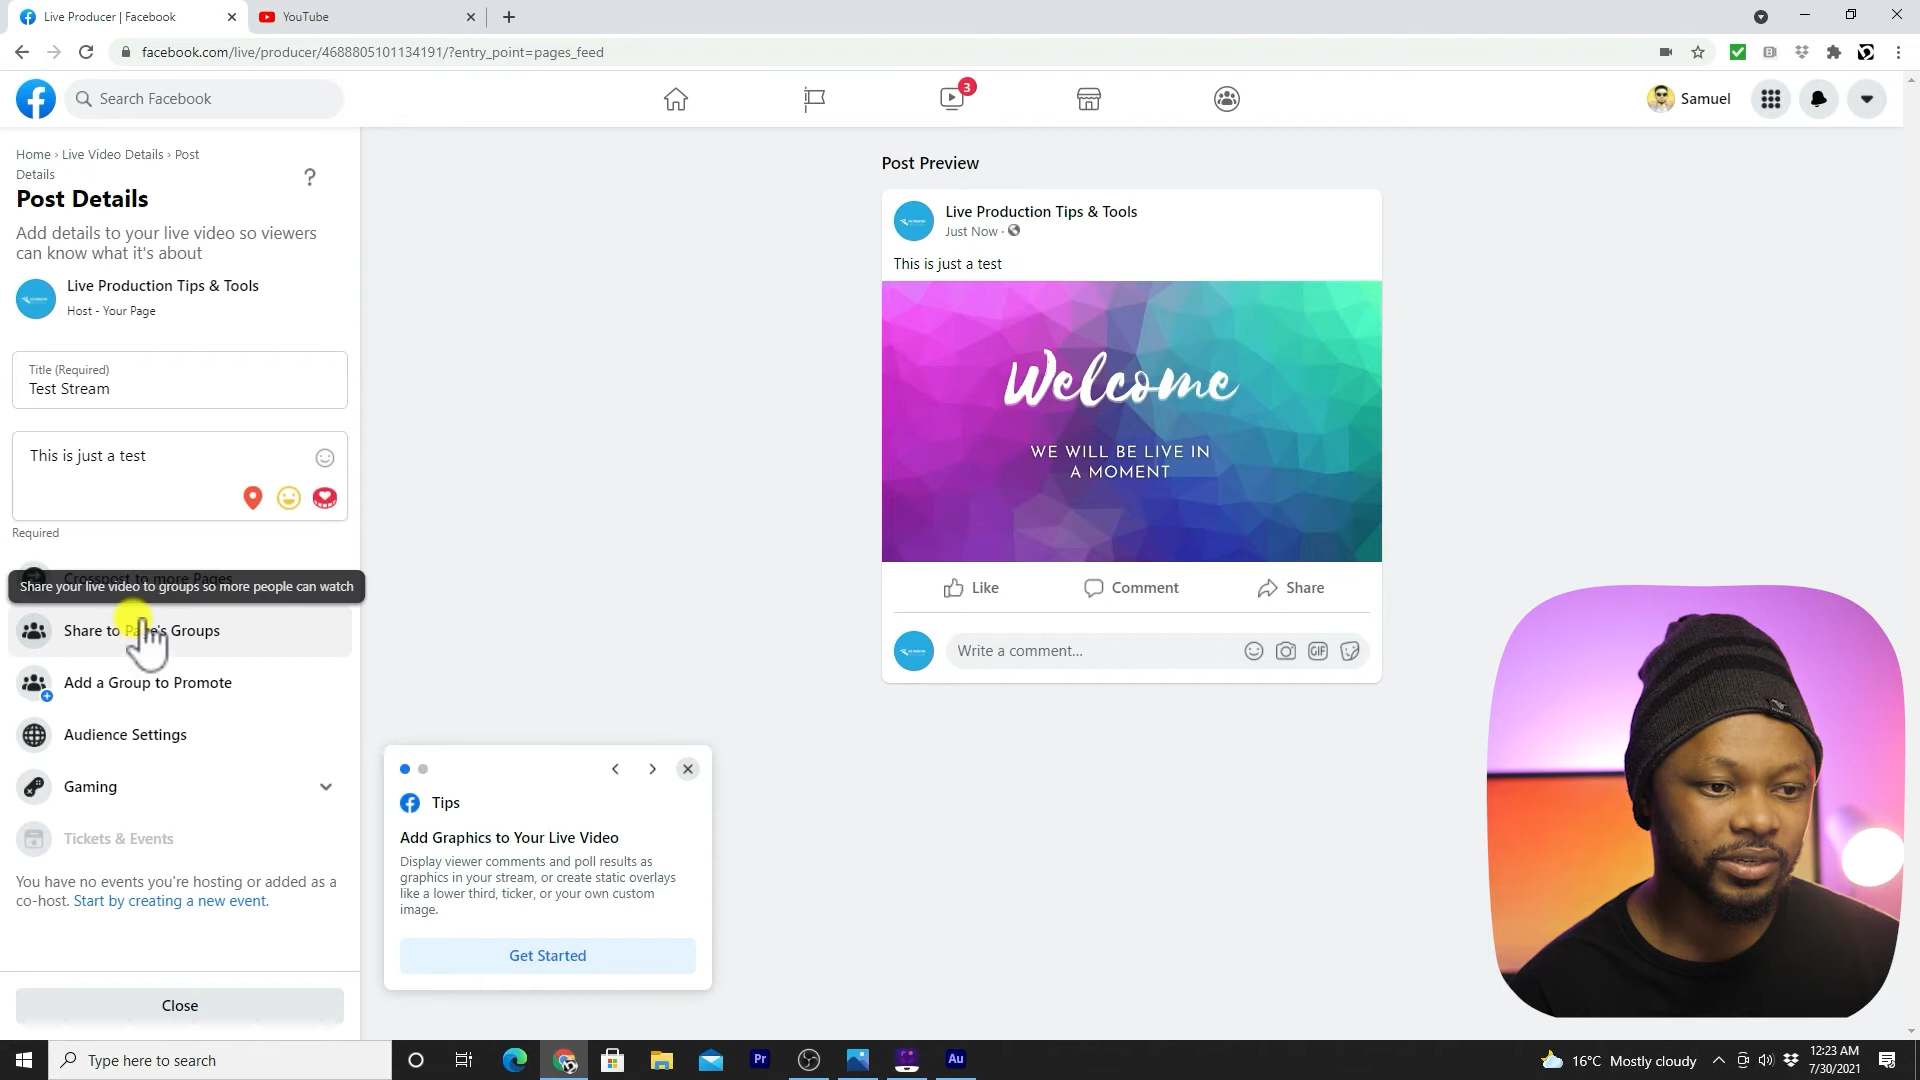 Live Producer | Facebook
YouTube
facebook.com/live/producer/4688805101134191/?entry_point=pages_feed
Search Facebook
3
Samuel
Home › Live Video Details › Post
Details
Post Details
?
Add details to your live video so viewers
can know what it's about
Live Production Tips & Tools
Host - Your Page
Title (Required)
Test Stream
This is just a test
Required
Crosspost to more Pages
Share your live video to groups so more people can watch
Share to Page's Groups
Add a Group to Promote
Audience Settings
Gaming
Tickets & Events
You have no events you're hosting or added as a
co-host. Start by creating a new event.
Close
Post Preview
Live Production Tips & Tools
Just Now ·
This is just a test
Welcome
WE WILL BE LIVE IN
A MOMENT
Like
Comment
Share
Write a comment...
GIF
Tips
Add Graphics to Your Live Video
Display viewer comments and poll results as
graphics in your stream, or create static overlays
like a lower third, ticker, or your own custom
image.
Get Started
Type here to search
Pr
Au
16°C Mostly cloudy
12:23 AM
7/30/2021